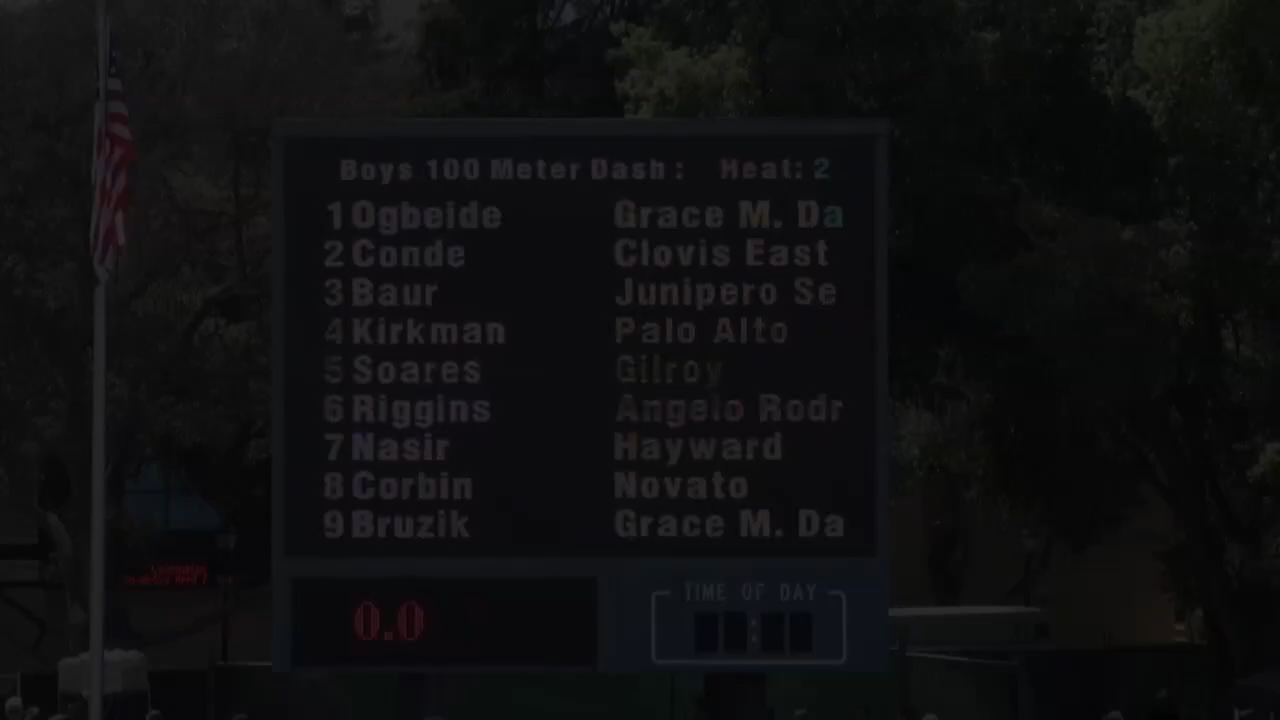 Boys 100 Meter Dash : Heat: 2
1 Ogbeide Grace M. Da
2 Conde Clovis East
3 Baur Junipero Se
4 Kirkman Palo Alto
5 Soares Gilroy
6 Riggins Angelo Rodr
7 Nasir Hayward
8 Corbin Novato
9 Bruzik Grace M. Da
0.0
TIME OF DAY